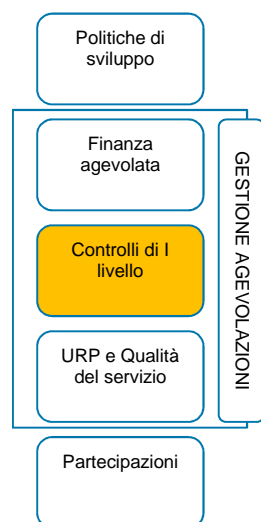 Politiche di
sviluppo
Finanza
agevolata
Controlli di I
livello
URP e Qualità
del servizio
GESTIONE AGEVOLAZIONI
Partecipazioni